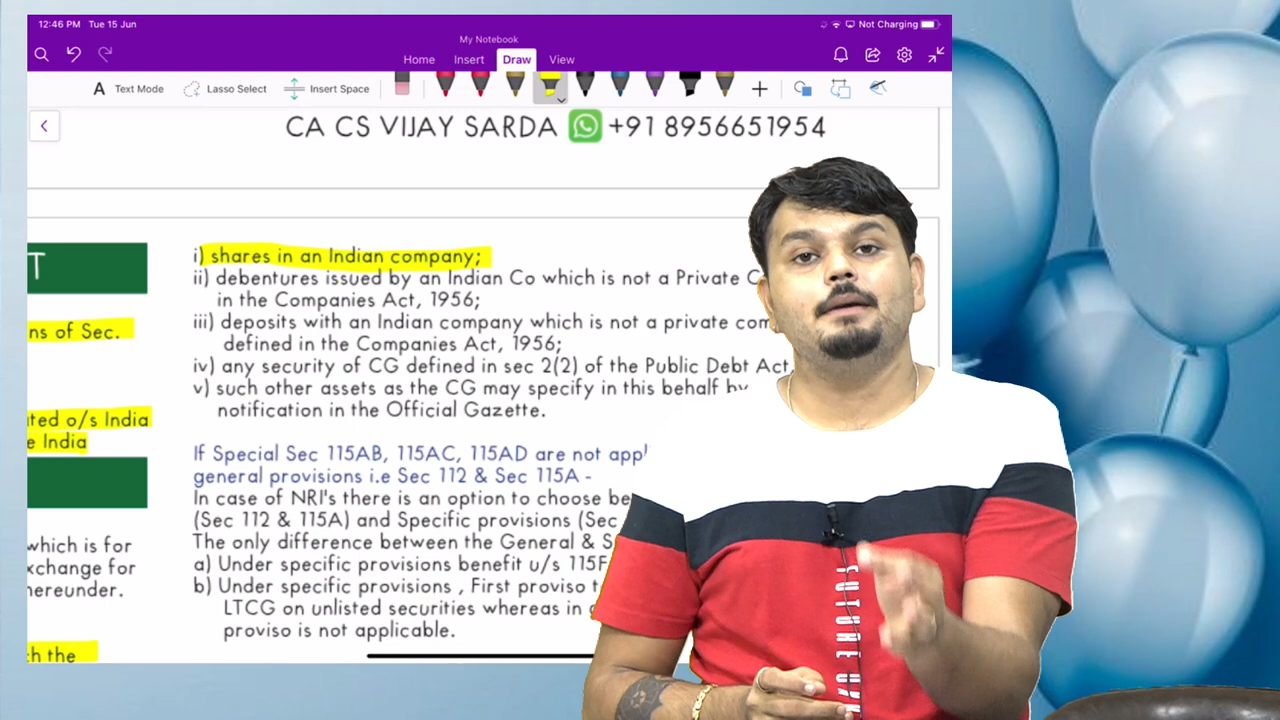 12:46 PM Tue 15 Jun
Not Charging
My Notebook
Home Insert Draw View
A Text Mode Lasso Select Insert Space
CA CS VIJAY SARDA +91 8956651954
T
ns of Sec.
ted o/s India
e India
which is for
xchange for
hereunder.
ch the
i) shares in an Indian company;
ii) debentures issued by an Indian Co which is not a Private C
in the Companies Act, 1956;
iii) deposits with an Indian company which is not a private com
defined in the Companies Act, 1956;
iv) any security of CG defined in sec 2(2) of the Public Debt Act,
v) such other assets as the CG may specify in this behalf by
notification in the Official Gazette.
If Special Sec 115AB, 115AC, 115AD are not appl
general provisions i.e Sec 112 & Sec 115A -
In case of NRI's there is an option to choose be
(Sec 112 & 115A) and Specific provisions (Sec
The only difference between the General & S
a) Under specific provisions benefit u/s 115F
b) Under specific provisions , First proviso t
LTCG on unlisted securities whereas in
proviso is not applicable.
FUTURE